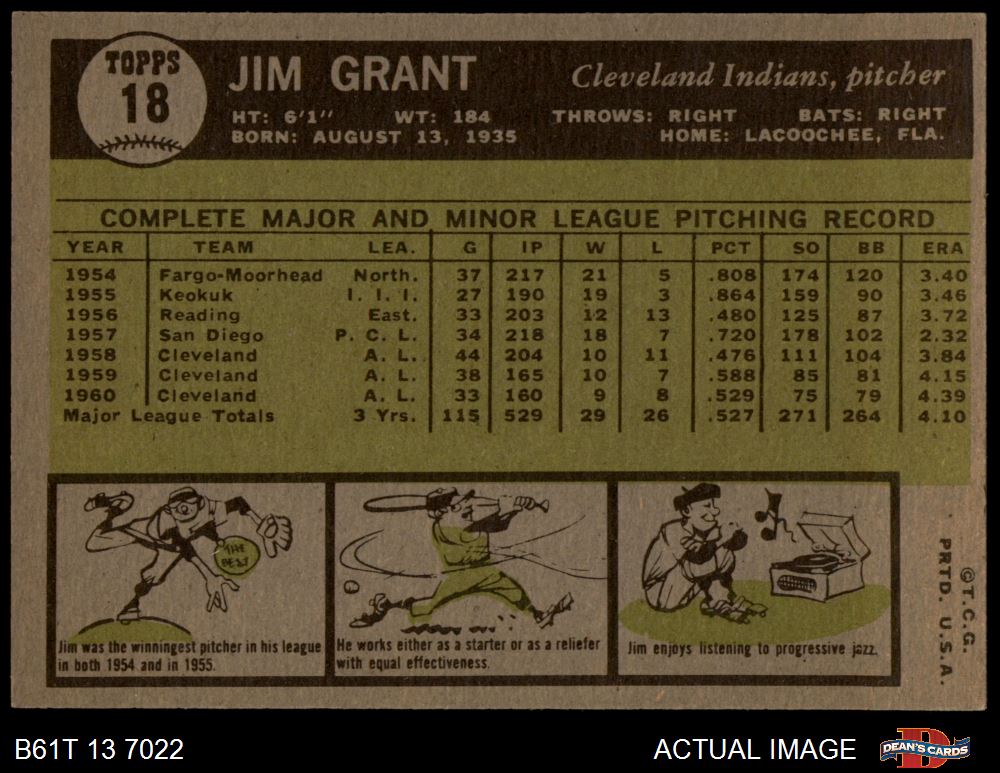 TOPPS
18
JIM GRANT
Cleveland Indians, pitcher
HT: 6'1" WT: 184 THROWS: RIGHT BATS: RIGHT
BORN: AUGUST 13, 1935 HOME: LACOOCHEE, FLA.
COMPLETE MAJOR AND MINOR LEAGUE PITCHING RECORD
YEAR TEAM LEA. G IP W L PCT SO BB ERA
1954 Fargo-Moorhead North. 37 217 21 5 .808 174 120 3.40
1955 Keokuk I. I. I. 27 190 19 3 .864 159 90 3.46
1956 Reading East. 33 203 12 13 .480 125 87 3.72
1957 San Diego P. C. L. 34 218 18 7 .720 178 102 2.32
1958 Cleveland A. L. 44 204 10 11 .476 111 104 3.84
1959 Cleveland A. L. 38 165 10 7 .588 85 81 4.15
1960 Cleveland A. L. 33 160 9 8 .529 75 79 4.39
Major League Totals 3 Yrs. 115 529 29 26 .527 271 264 4.10
THE
BEST
Jim was the winningest pitcher in his league
in both 1954 and in 1955.
He works either as a starter or as a reliefer
with equal effectiveness.
Jim enjoys listening to progressive jazz.
©T.C.G.
PRTD. U.S.A.
B61T 13 7022
ACTUAL IMAGE
DEAN'S CARDS